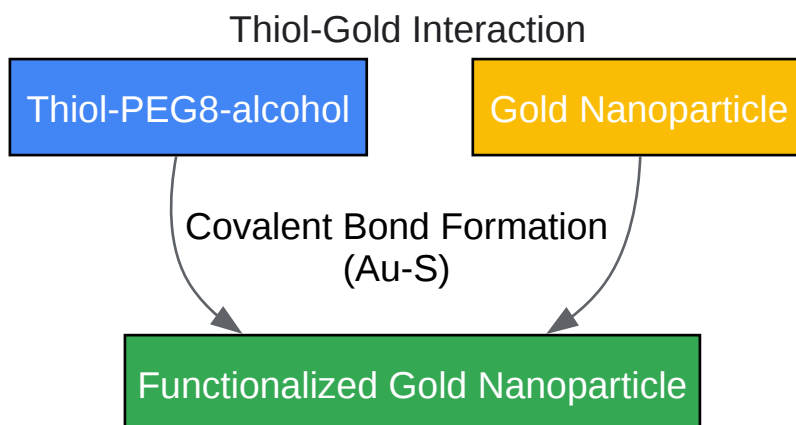 Thiol-Gold Interaction
Thiol-PEG8-alcohol
Gold Nanoparticle
Covalent Bond Formation
(Au-S)
Functionalized Gold Nanoparticle